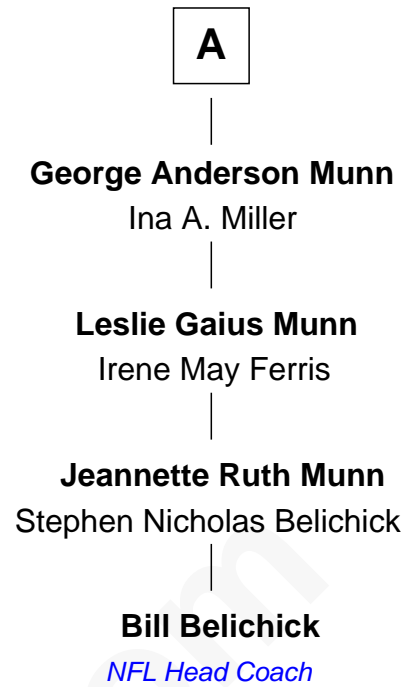 A
George Anderson Munn
Ina A. Miller
Leslie Gaius Munn
Irene May Ferris
Jeannette Ruth Munn
Stephen Nicholas Belichick
Bill Belichick
NFL Head Coach